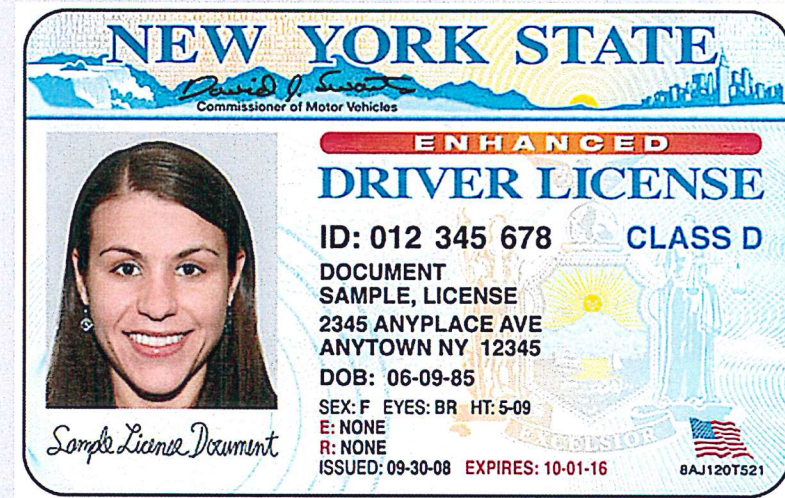 NEW YORK STATE
David J. Swarts
Commissioner of Motor Vehicles
ENHANCED
DRIVER LICENSE
ID: 012 345 678 CLASS D
DOCUMENT
SAMPLE, LICENSE
2345 ANYPLACE AVE
ANYTOWN NY 12345
DOB: 06-09-85
SEX: F EYES: BR HT: 5-09
E: NONE
R: NONE
ISSUED: 09-30-08 EXPIRES: 10-01-16
EXCELSIOR
8AJ120T521
Sample License Document